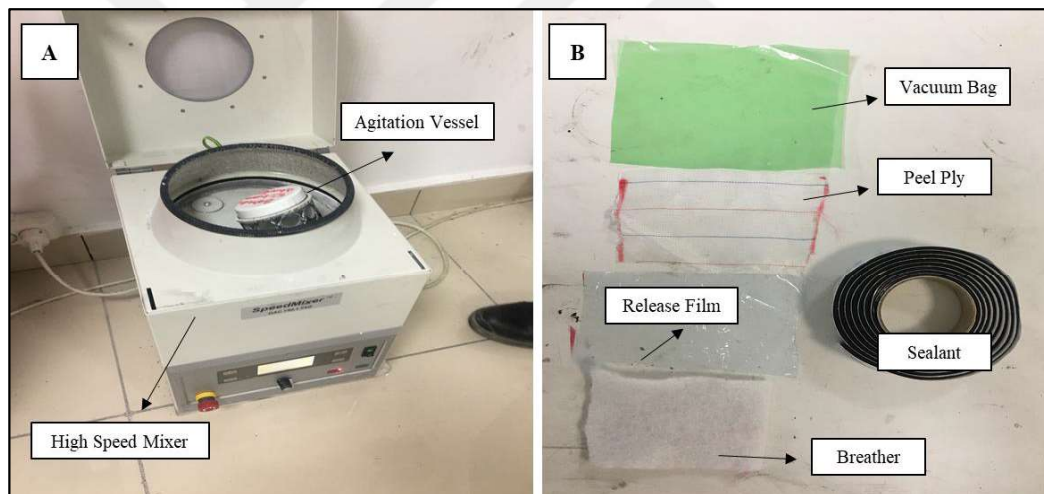 A
Agitation Vessel
SpeedMixer
High Speed Mixer
B
Vacuum Bag
Peel Ply
Release Film
Sealant
Breather